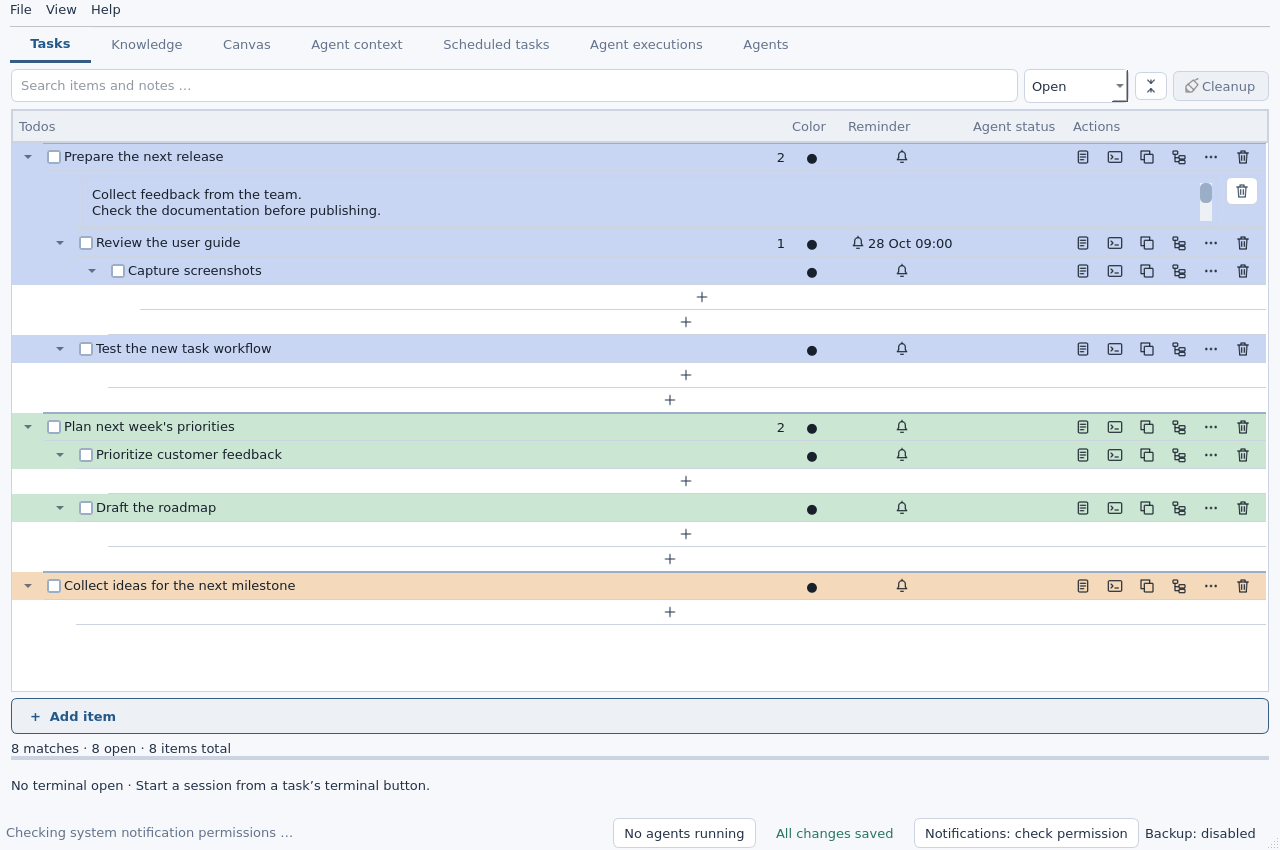 File View Help
Tasks Knowledge Canvas Agent context Scheduled tasks Agent executions Agents
Search items and notes … Open Cleanup
Todos Color Reminder Agent status Actions
Prepare the next release 2
Collect feedback from the team.
Check the documentation before publishing.
Review the user guide 1 28 Oct 09:00
Capture screenshots
+
+
Test the new task workflow
+
+
Plan next week's priorities 2
Prioritize customer feedback
+
Draft the roadmap
+
+
Collect ideas for the next milestone
+
+ Add item
8 matches · 8 open · 8 items total
No terminal open · Start a session from a task’s terminal button.
Checking system notification permissions … No agents running All changes saved Notifications: check permission Backup: disabled